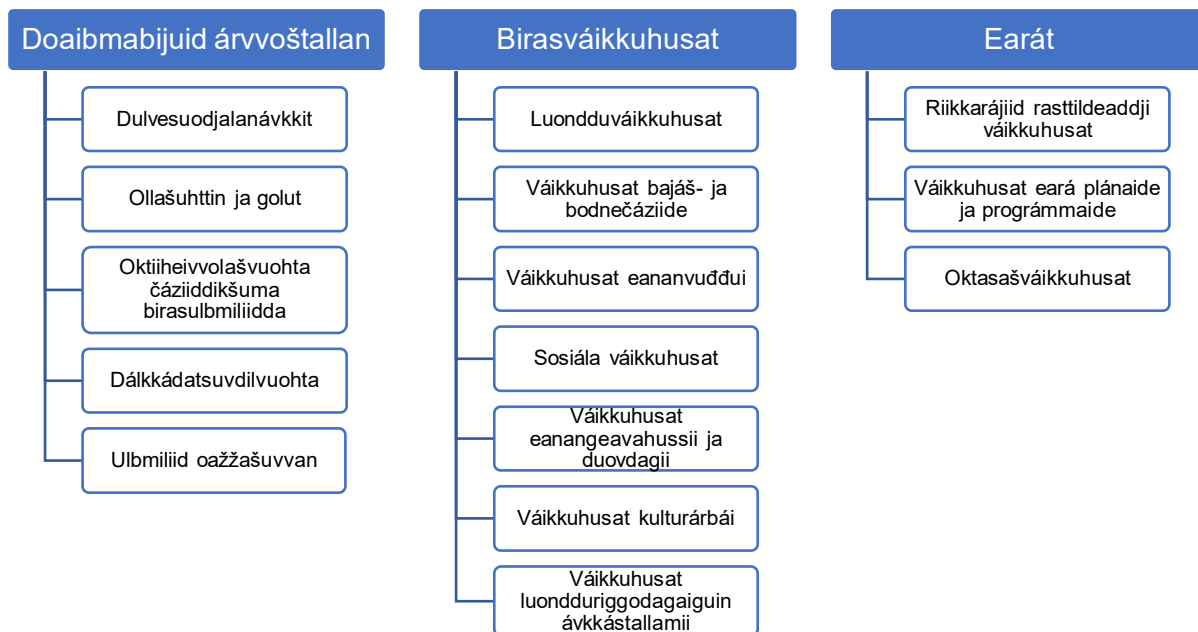 Doaibmabijuid árvvoštallan
Dulvesuodjalanávkkit
Ollašuhttin ja golut
Oktiiheivvolašvuohta
čáziiddikšuma
birasulbmiliidda
Dálkkádatsuvdilvuohta
Ulbmiliid oažžašuvvan
Birasváikkuhusat
Luondduváikkuhusat
Váikkuhusat bajáš- ja
bodnečáziide
Váikkuhusat eananvuđđui
Sosiála váikkuhusat
Váikkuhusat
eanangeavahussii ja
duovdagii
Váikkuhusat kulturárbái
Váikkuhusat
luondduriggodagaiguin
ávkkástallamii
Earát
Riikkarájiid rasttildeaddji
váikkuhusat
Váikkuhusat eará plánaide
ja prográmmaide
Oktasašváikkuhusat